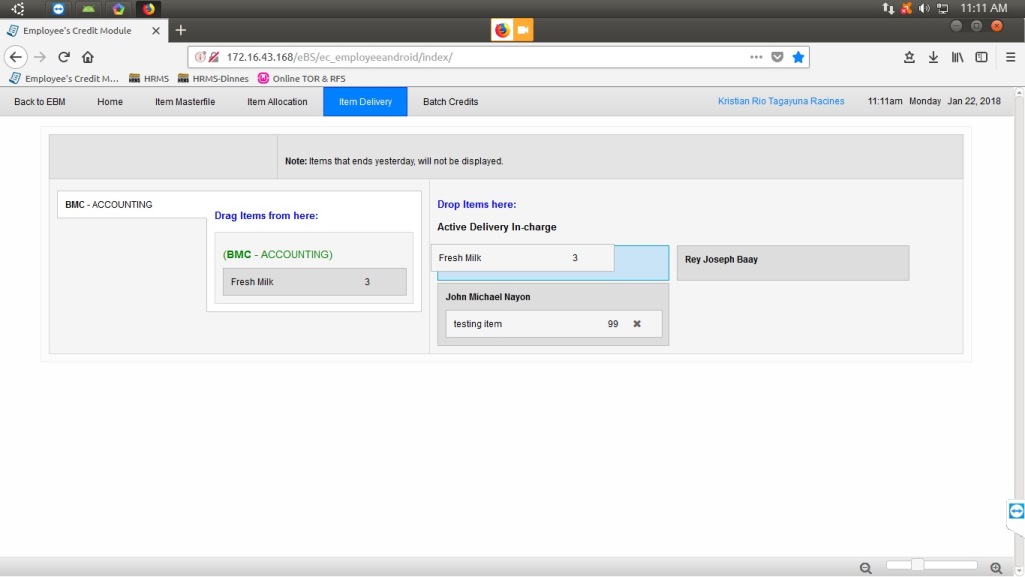 11:11 AM
Employee's Credit Module
172.16.43.168/eBS/ec_employeeandroid/index/
Employee's Credit M... HRMS HRMS-Dinnes Online TOR & RFS
Back to EBM Home Item Masterfile Item Allocation Item Delivery Batch Credits Kristian Rio Tagayuna Racines 11:11am Monday Jan 22, 2018
Note: Items that ends yesterday, will not be displayed.
BMC - ACCOUNTING
Drag Items from here:
(BMC - ACCOUNTING)
Fresh Milk 3
Drop Items here:
Active Delivery In-charge
Fresh Milk 3
Rey Joseph Baay
John Michael Nayon
testing item 99